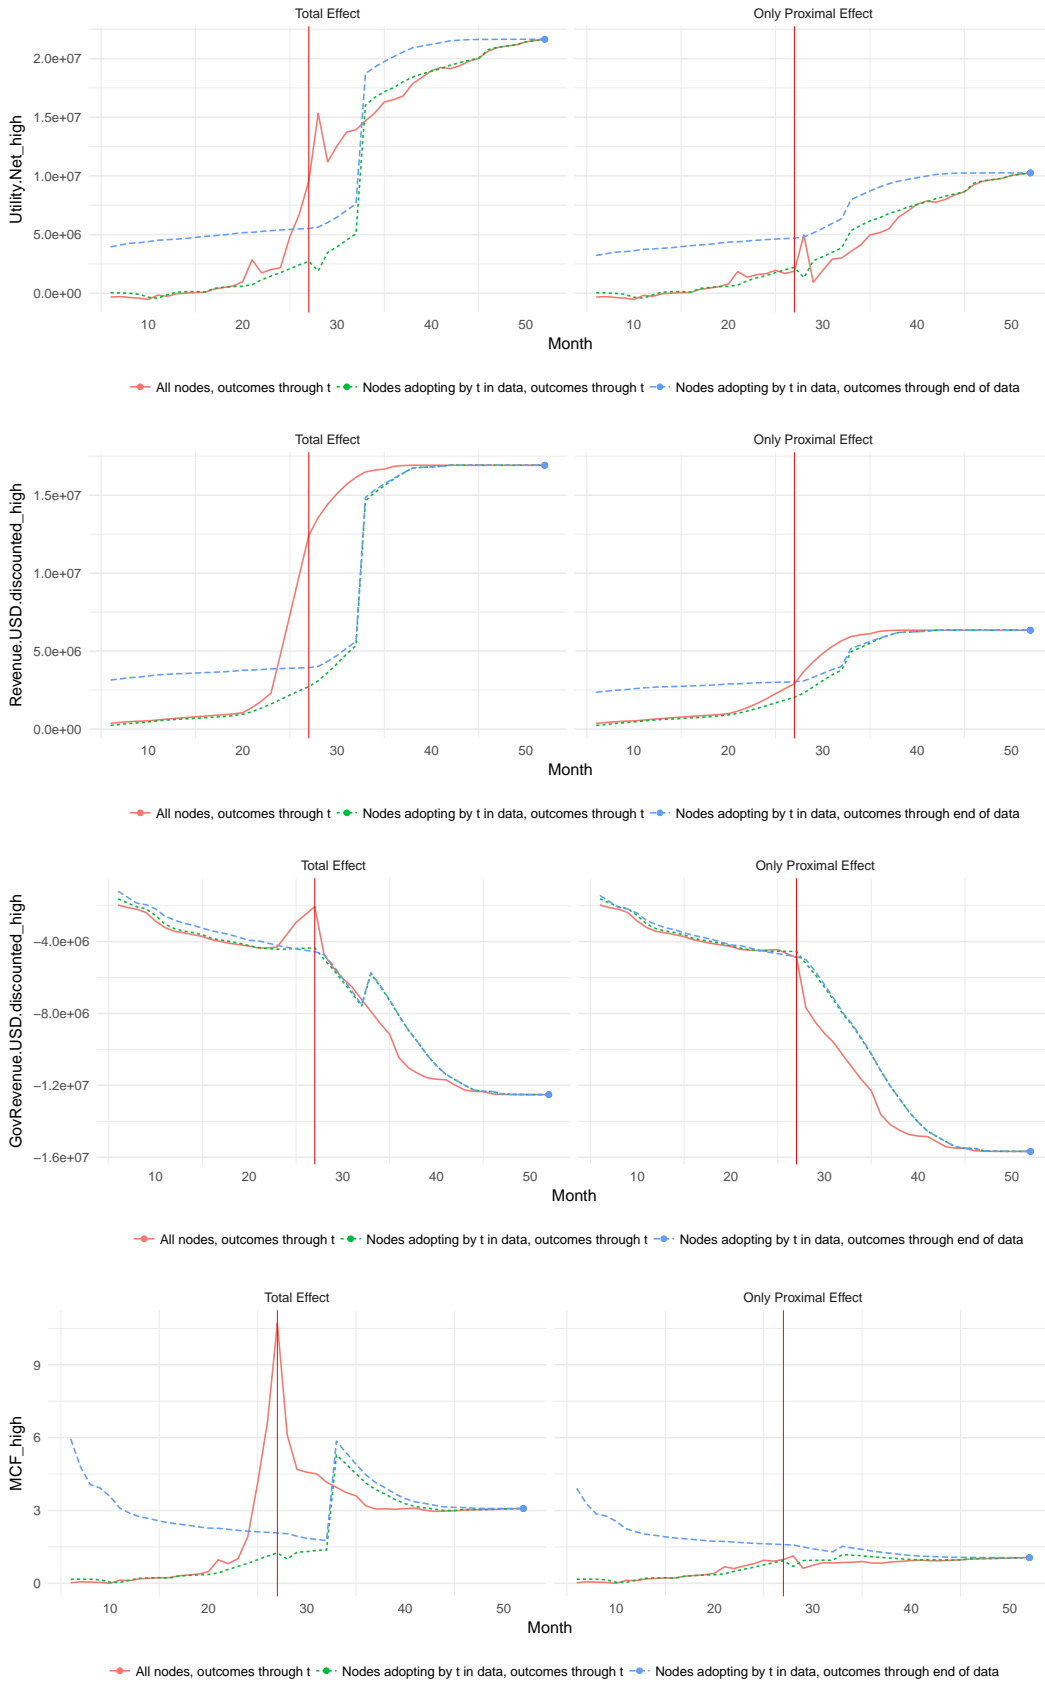 Total Effect Only Proximal Effect
Utility.Net_high
2.0e+07
1.5e+07
1.0e+07
5.0e+06
0.0e+00
10 20 30 40 50 10 20 30 40 50
Month
All nodes, outcomes through t Nodes adopting by t in data, outcomes through t Nodes adopting by t in data, outcomes through end of data
Total Effect Only Proximal Effect
Revenue.USD.discounted_high
1.5e+07
1.0e+07
5.0e+06
0.0e+00
10 20 30 40 50 10 20 30 40 50
Month
All nodes, outcomes through t Nodes adopting by t in data, outcomes through t Nodes adopting by t in data, outcomes through end of data
Total Effect Only Proximal Effect
GovRevenue.USD.discounted_high
−4.0e+06
−8.0e+06
−1.2e+07
−1.6e+07
10 20 30 40 50 10 20 30 40 50
Month
All nodes, outcomes through t Nodes adopting by t in data, outcomes through t Nodes adopting by t in data, outcomes through end of data
Total Effect Only Proximal Effect
MCF_high
9
6
3
0
10 20 30 40 50 10 20 30 40 50
Month
All nodes, outcomes through t Nodes adopting by t in data, outcomes through t Nodes adopting by t in data, outcomes through end of data